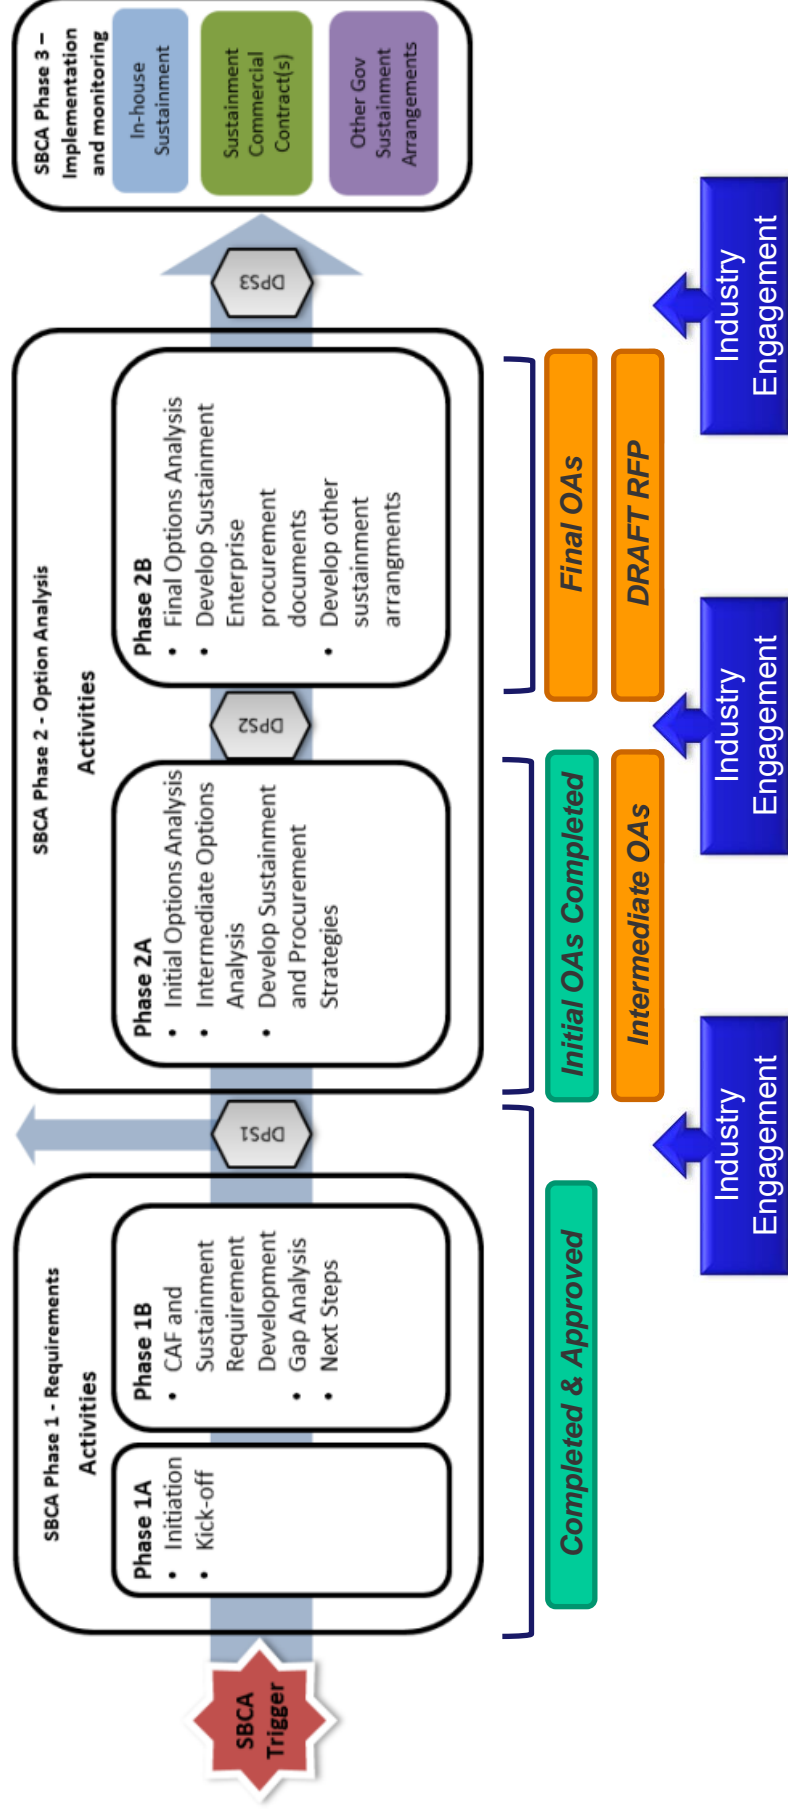 SBCA
Trigger
SBCA Phase 1 - Requirements
Activities
Phase 1A
• Initiation
• Kick-off
Phase 1B
• CAF and
Sustainment
Requirement
Development
• Gap Analysis
• Next Steps
DPS1
SBCA Phase 2 - Option Analysis
Activities
Phase 2A
• Initial Options Analysis
• Intermediate Options
Analysis
• Develop Sustainment
and Procurement
Strategies
DPS2
Phase 2B
• Final Options Analysis
• Develop Sustainment
Enterprise
procurement
documents
• Develop other
sustainment
arrangments
DPS3
SBCA Phase 3 –
Implementation
and monitoring
In-house
Sustainment
Sustainment
Commercial
Contract(s)
Other Gov
Sustainment
Arrangements
Completed & Approved
Initial OAs Completed
Intermediate OAs
Final OAs
DRAFT RFP
Industry
Engagement
Industry
Engagement
Industry
Engagement